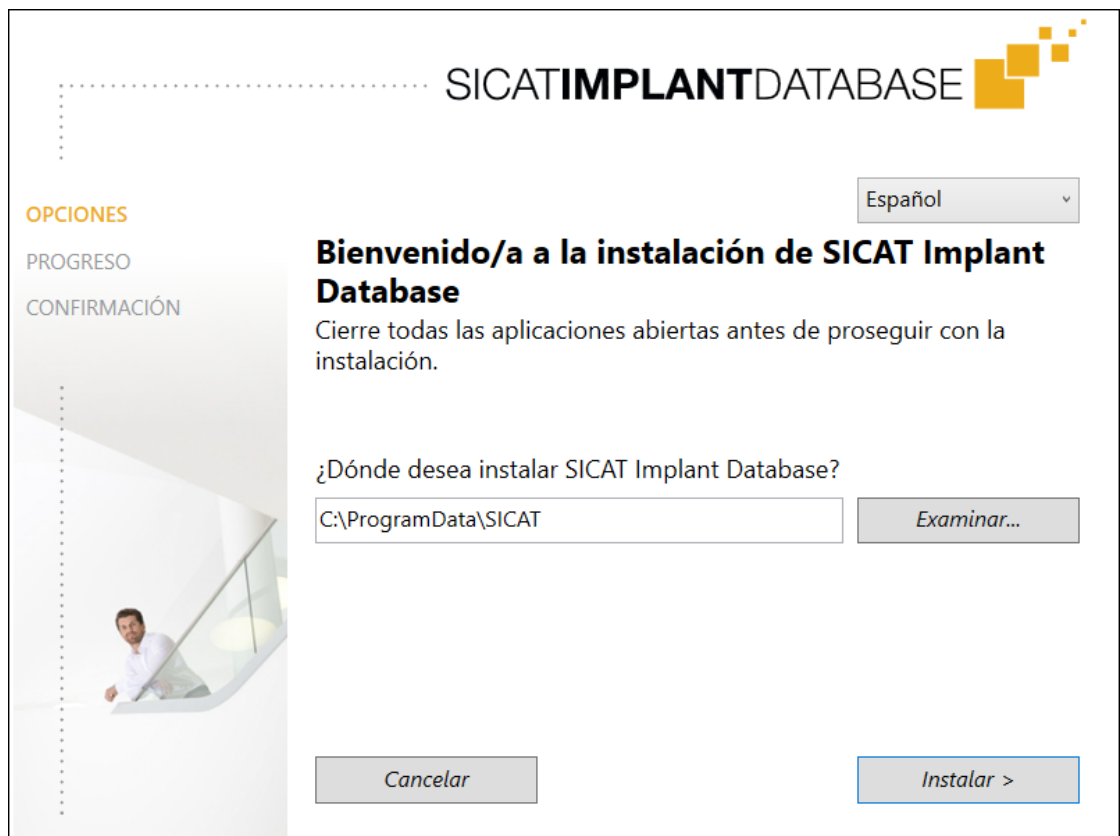 SICATIMPLANTDATABASE
Español
OPCIONES
PROGRESO
CONFIRMACIÓN
Bienvenido/a a la instalación de SICAT Implant
Database
Cierre todas las aplicaciones abiertas antes de proseguir con la
instalación.
¿Dónde desea instalar SICAT Implant Database?
C:\ProgramData\SICAT
Examinar...
Cancelar
Instalar >